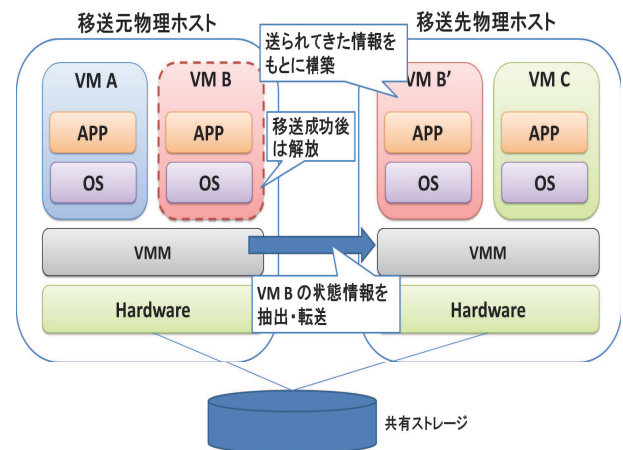 移送元物理ホスト
移送先物理ホスト
送られてきた情報を
もとに構築
VM A
VM B
VM B’
VM C
APP
APP
APP
APP
移送成功後
は解放
OS
OS
OS
OS
VMM
VMM
VM B の状態情報を
抽出・転送
Hardware
Hardware
共有ストレージ